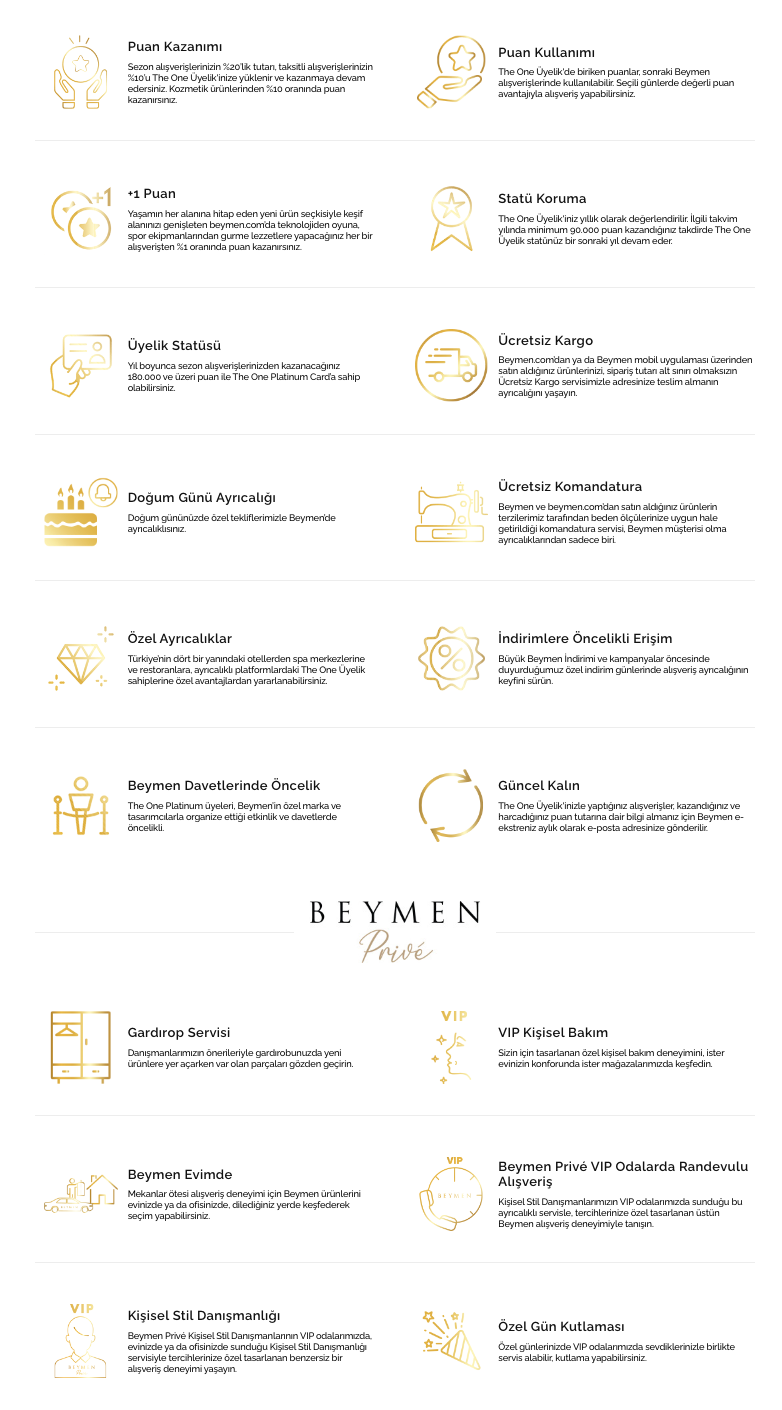 Puan Kazanımı
Sezon alışverişlerinizin %20'lik tutarı, taksitli alışverişlerinizin
%10'u The One Üyelik'inize yüklenir ve kazanmaya devam
edersiniz. Kozmetik ürünlerinden %10 oranında puan
kazanırsınız.
Puan Kullanımı
The One Üyelik'de biriken puanlar, sonraki Beymen
alışverişlerinde kullanılabilir. Seçili günlerde değerli puan
avantajıyla alışveriş yapabilirsiniz.
+1
+1 Puan
Yaşamın her alanına hitap eden yeni ürün seçkisiyle keşif
alanınızı genişleten beymen.com'da teknolojiden oyuna,
spor ekipmanlarından gurme lezzetlere yapacağınız her bir
alışverişten %1 oranında puan kazanırsınız.
Statü Koruma
The One Üyelik'iniz yıllık olarak değerlendirilir. İlgili takvim
yılında minimum 90.000 puan kazandığınız takdirde The One
Üyelik statünüz bir sonraki yıl devam eder.
Üyelik Statüsü
Yıl boyunca sezon alışverişlerinizden kazanacağınız
180.000 ve üzeri puan ile The One Platinum Card'a sahip
olabilirsiniz.
Ücretsiz Kargo
Beymen.com'dan ya da Beymen mobil uygulaması üzerinden
satın aldığınız ürünlerinizi, sipariş tutarı alt sınırı olmaksızın
Ücretsiz Kargo servisimizle adresinize teslim almanın
ayrıcalığını yaşayın.
Doğum Günü Ayrıcalığı
Doğum gününüzde özel tekliflerimizle Beymen'de
ayrıcalıklısınız.
Ücretsiz Komandatura
Beymen ve beymen.com'dan satın aldığınız ürünlerin
terzilerimiz tarafından beden ölçülerinize uygun hale
getirildiği komandatura servisi, Beymen müşterisi olma
ayrıcalıklarından sadece biri.
Özel Ayrıcalıklar
Türkiye'nin dört bir yanındaki otellerden spa merkezlerine
ve restoranlara, ayrıcalıklı platformlardaki The One Üyelik
sahiplerine özel avantajlardan yararlanabilirsiniz.
İndirimlere Öncelikli Erişim
Büyük Beymen İndirimi ve kampanyalar öncesinde
duyurduğumuz özel indirim günlerinde alışveriş ayrıcalığının
keyfini sürün.
Beymen Davetlerinde Öncelik
The One Platinum üyeleri, Beymen'in özel marka ve
tasarımcılarla organize ettiği etkinlik ve davetlerde
öncelikli.
Güncel Kalın
The One Üyelik'inizle yaptığınız alışverişler, kazandığınız ve
harcadığınız puan tutarına dair bilgi almanız için Beymen e-
ekstreniz aylık olarak e-posta adresinize gönderilir.
BEYMEN
Privé
Gardırop Servisi
Danışmanlarımızın önerileriyle gardırobunuzda yeni
ürünlere yer açarken var olan parçaları gözden geçirin.
VIP
VIP Kişisel Bakım
Sizin için tasarlanan özel kişisel bakım deneyimini, ister
evinizin konforunda ister mağazalarımızda keşfedin.
Beymen Evimde
Mekanlar ötesi alışveriş deneyimi için Beymen ürünlerini
evinizde ya da ofisinizde, dilediğiniz yerde keşfederek
seçim yapabilirsiniz.
VIP
BEYMEN
Beymen Privé VIP Odalarda Randevulu
Alışveriş
Kişisel Stil Danışmanlarımızın VIP odalarımızda sunduğu bu
ayrıcalıklı servisle, tercihlerinize özel tasarlanan üstün
Beymen alışveriş deneyimiyle tanışın.
VIP
BEYMEN
Kişisel Stil Danışmanlığı
Beymen Privé Kişisel Stil Danışmanlarının VIP odalarımızda,
evinizde ya da ofisinizde sunduğu Kişisel Stil Danışmanlığı
servisiyle tercihlerinize özel tasarlanan benzersiz bir
alışveriş deneyimi yaşayın.
Özel Gün Kutlaması
Özel günlerinizde VIP odalarımızda sevdiklerinizle birlikte
servis alabilir, kutlama yapabilirsiniz.